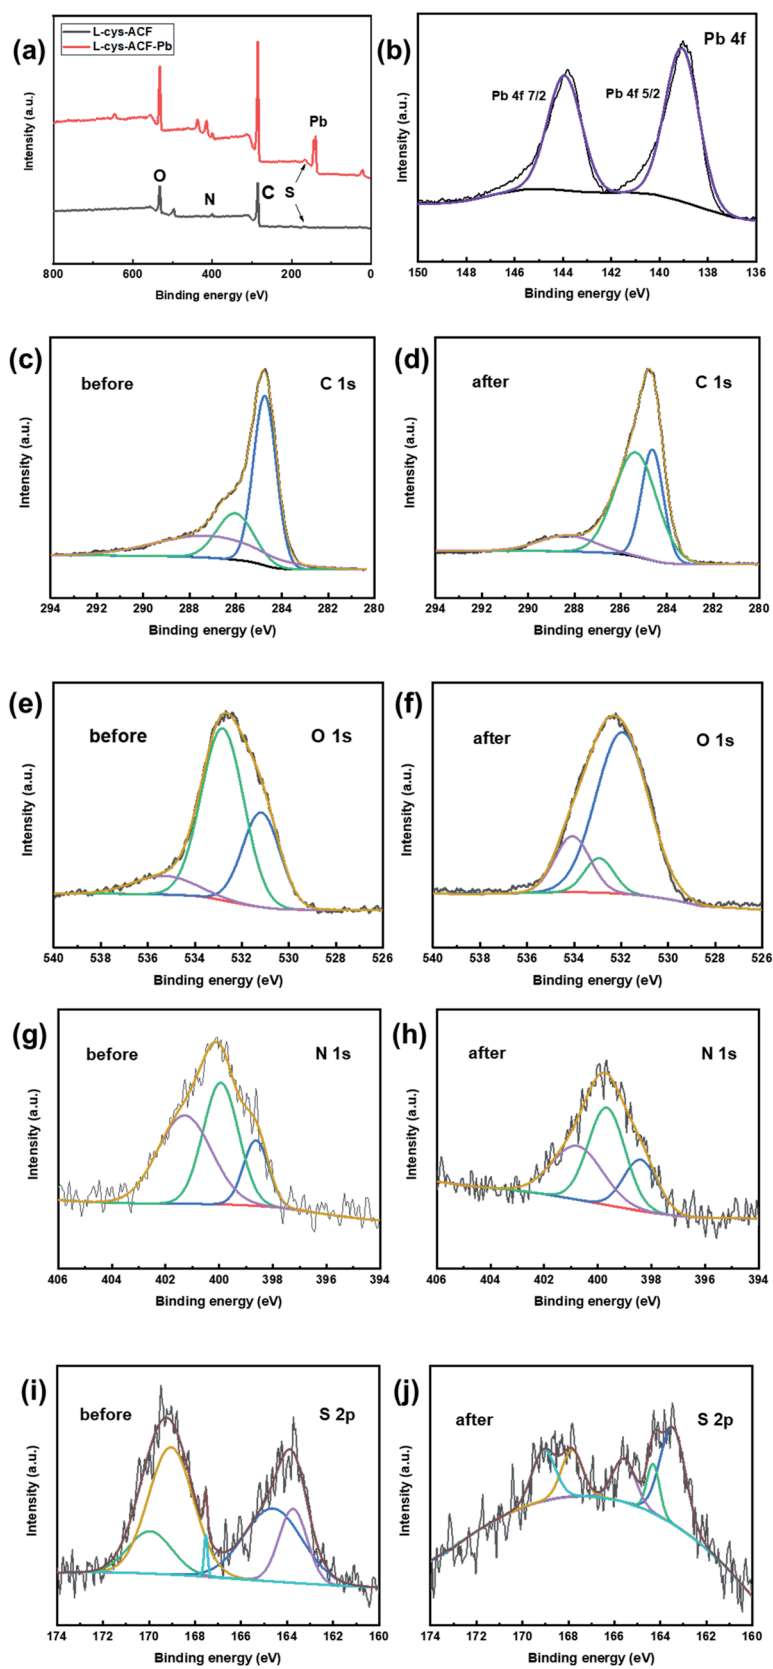 (a)
L-cys-ACF
L-cys-ACF-Pb
Pb
O
N
C
S
Intensity (a.u.)
800 600 400 200 0
Binding energy (eV)
(b)
Pb 4f
Pb 4f 7/2
Pb 4f 5/2
Intensity (a.u.)
150 148 146 144 142 140 138 136
Binding energy (eV)
(c)
before
C 1s
Intensity (a.u.)
294 292 290 288 286 284 282 280
Binding energy (eV)
(d)
after
C 1s
Intensity (a.u.)
294 292 290 288 286 284 282 280
Binding energy (eV)
(e)
before
O 1s
Intensity (a.u.)
540 538 536 534 532 530 528 526
Binding energy (eV)
(f)
after
O 1s
Intensity (a.u.)
540 538 536 534 532 530 528 526
Binding energy (eV)
(g)
before
N 1s
Intensity (a.u.)
406 404 402 400 398 396 394
Binding energy (eV)
(h)
after
N 1s
Intensity (a.u.)
406 404 402 400 398 396 394
Binding energy (eV)
(i)
before
S 2p
Intensity (a.u.)
174 172 170 168 166 164 162 160
Binding energy (eV)
(j)
after
S 2p
Intensity (a.u.)
174 172 170 168 166 164 162 160
Binding energy (eV)